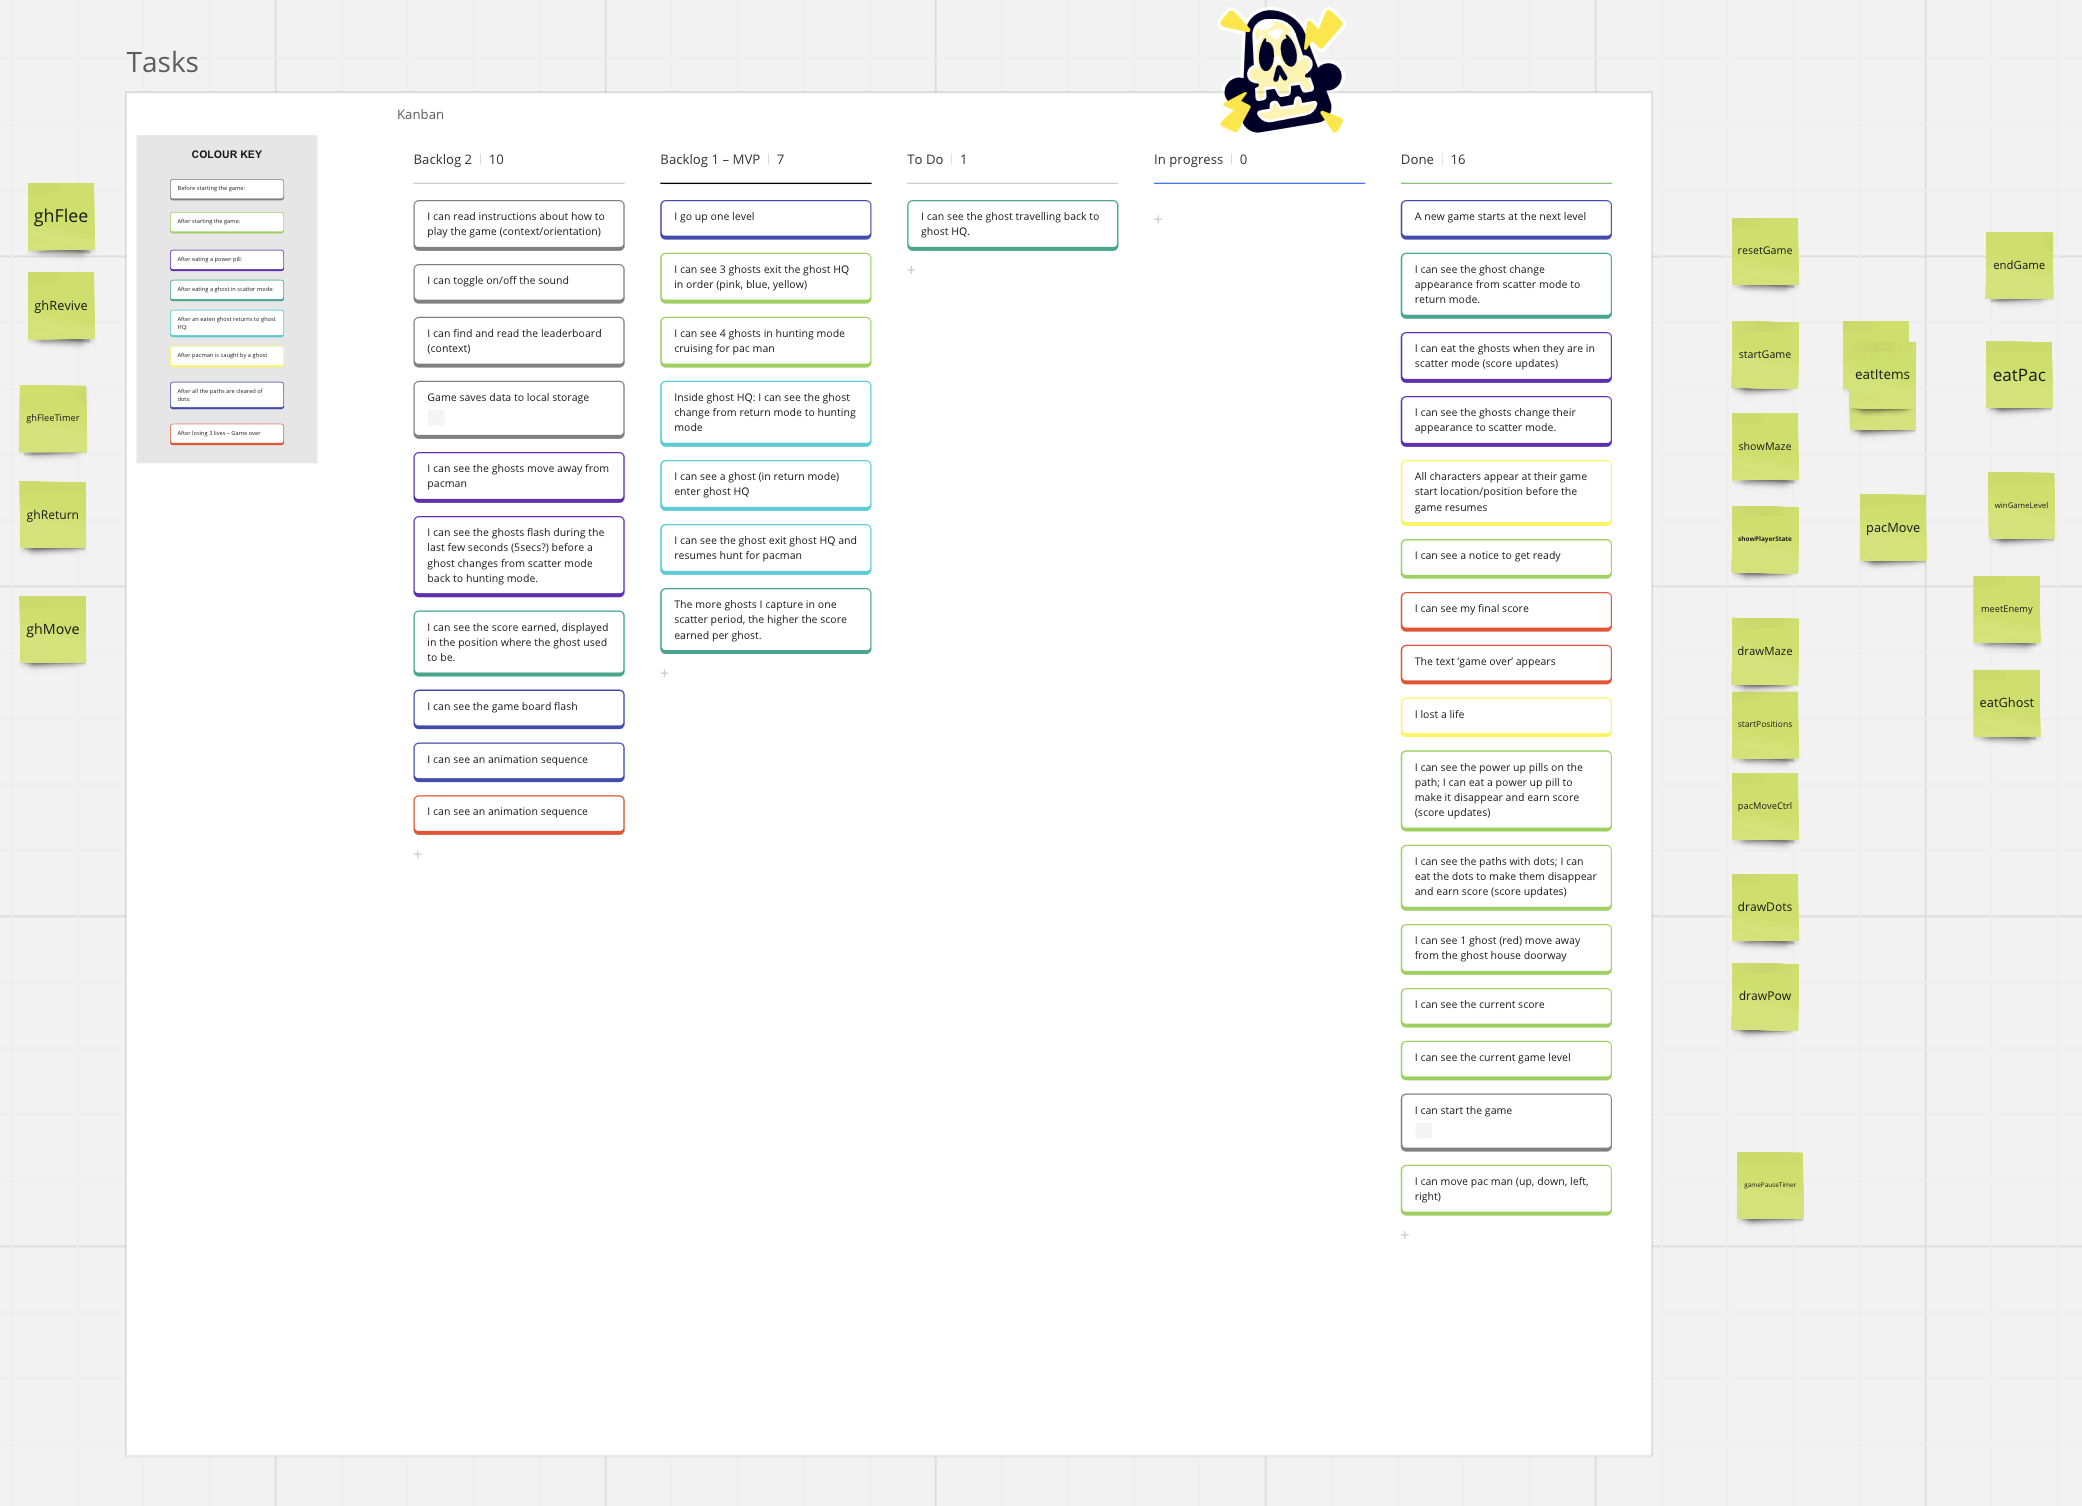 Tasks
Kanban
COLOUR KEY
Before starting the game:
After starting the game:
After eating a power pill:
After eating a ghost in scatter mode:
After an eaten ghost returns to ghost
HQ:
After pacman is caught by a ghost
After all the paths are cleared of
dots:
After losing 3 lives – Game over
ghFlee
ghRevive
ghFleeTimer
ghReturn
ghMove
Backlog 2 | 10
I can read instructions about how to
play the game (context/orientation)
I can toggle on/off the sound
I can find and read the leaderboard
(context)
Game saves data to local storage
I can see the ghosts move away from
pacman
I can see the ghosts flash during the
last few seconds (5secs?) before a
ghost changes from scatter mode
back to hunting mode.
I can see the score earned, displayed
in the position where the ghost used
to be.
I can see the game board flash
I can see an animation sequence
I can see an animation sequence
+
Backlog 1 – MVP | 7
I go up one level
I can see 3 ghosts exit the ghost HQ
in order (pink, blue, yellow)
I can see 4 ghosts in hunting mode
cruising for pac man
Inside ghost HQ: I can see the ghost
change from return mode to hunting
mode
I can see a ghost (in return mode)
enter ghost HQ
I can see the ghost exit ghost HQ and
resumes hunt for pacman
The more ghosts I capture in one
scatter period, the higher the score
earned per ghost.
+
To Do | 1
I can see the ghost travelling back to
ghost HQ.
+
In progress | 0
+
Done | 16
A new game starts at the next level
I can see the ghost change
appearance from scatter mode to
return mode.
I can eat the ghosts when they are in
scatter mode (score updates)
I can see the ghosts change their
appearance to scatter mode.
All characters appear at their game
start location/position before the
game resumes
I can see a notice to get ready
I can see my final score
The text ‘game over’ appears
I lost a life
I can see the power up pills on the
path; I can eat a power up pill to
make it disappear and earn score
(score updates)
I can see the paths with dots; I can
eat the dots to make them disappear
and earn score (score updates)
I can see 1 ghost (red) move away
from the ghost house doorway
I can see the current score
I can see the current game level
I can start the game
I can move pac man (up, down, left,
right)
+
resetGame
startGame
showMaze
showPlayerState
drawMaze
startPositions
pacMoveCtrl
drawDots
drawPow
gamePauseTimer
eatItems
pacMove
endGame
eatPac
winGameLevel
meetEnemy
eatGhost